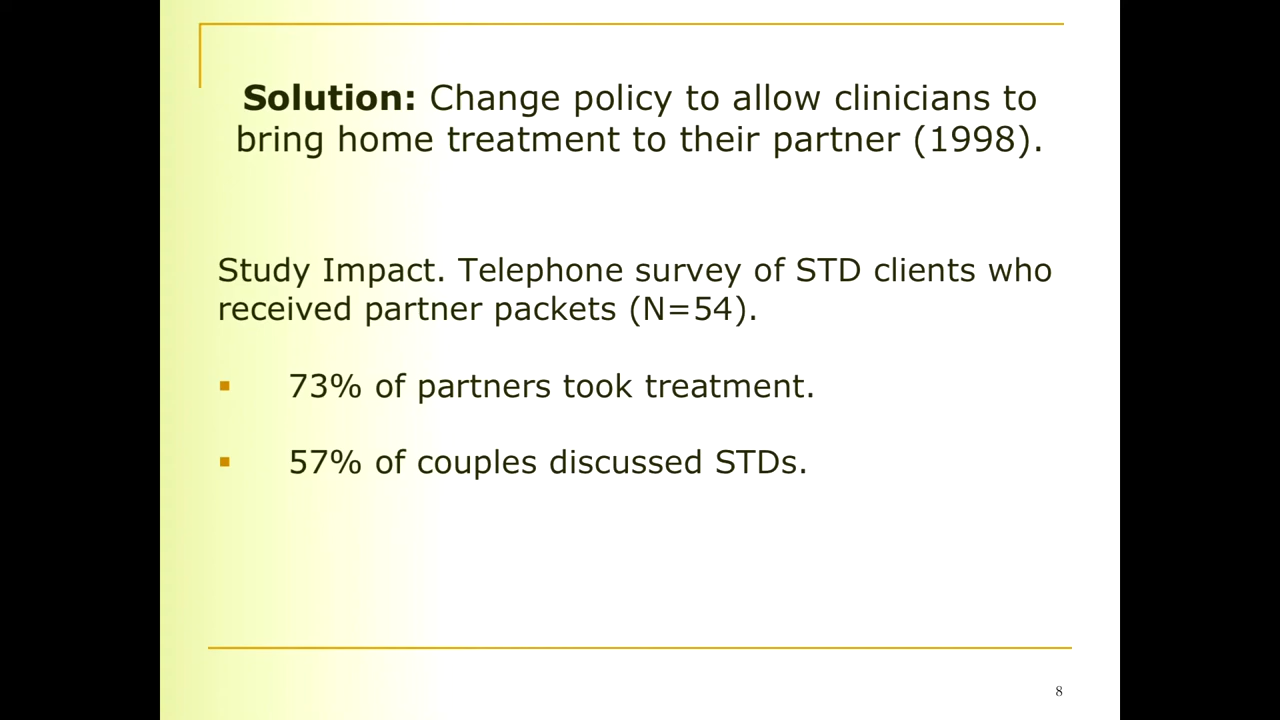 Solution: Change policy to allow clinicians to
bring home treatment to their partner (1998).
Study Impact. Telephone survey of STD clients who
received partner packets (N=54).
▪ 73% of partners took treatment.
▪ 57% of couples discussed STDs.
8